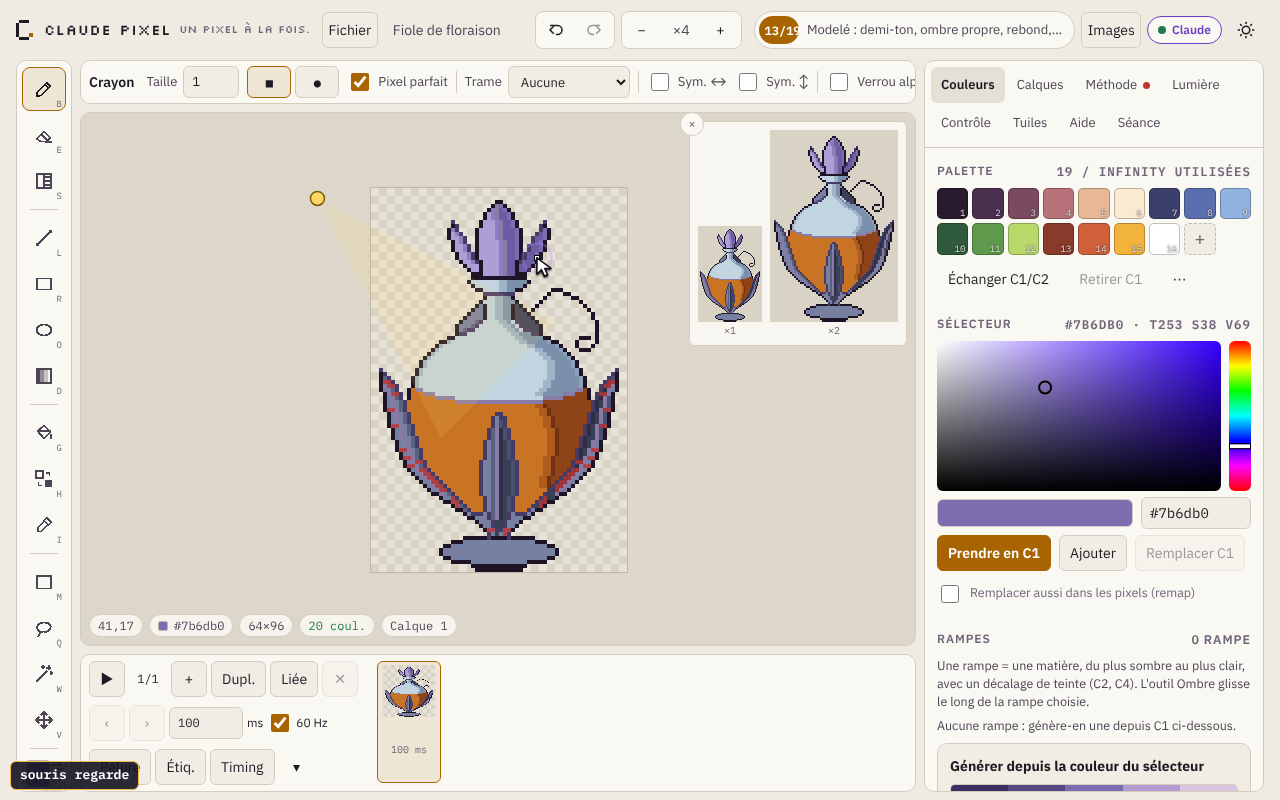 CLAUDE PIXEL UN PIXEL À LA FOIS. Fichier Fiole de floraison − ×4 + 13/19 Modelé : demi-ton, ombre propre, rebond,... Images Claude
Crayon Taille 1 Pixel parfait Trame Aucune Sym. Sym. Verrou alp
B
E
S
L
R
O
D
G
H
I
M
Q
W
V
×
×1 ×2
41,17 #7b6db0 64×96 20 coul. Calque 1
1/1 + Dupl. Liée ×
‹ › 100 ms 60 Hz
Étiq. Timing ▼
100 ms
souris regarde
Couleurs Calques Méthode Lumière
Contrôle Tuiles Aide Séance
PALETTE 19 / INFINITY UTILISÉES
1 2 3 4 5 6 7 8 9
10 11 12 13 14 15 16 +
Échanger C1/C2 Retirer C1 ···
SÉLECTEUR #7B6DB0 · T253 S38 V69
#7b6db0
Prendre en C1 Ajouter Remplacer C1
Remplacer aussi dans les pixels (remap)
RAMPES 0 RAMPE
Une rampe = une matière, du plus sombre au plus clair,
avec un décalage de teinte (C2, C4). L'outil Ombre glisse
le long de la rampe choisie.
Aucune rampe : génère-en une depuis C1 ci-dessous.
Générer depuis la couleur du sélecteur